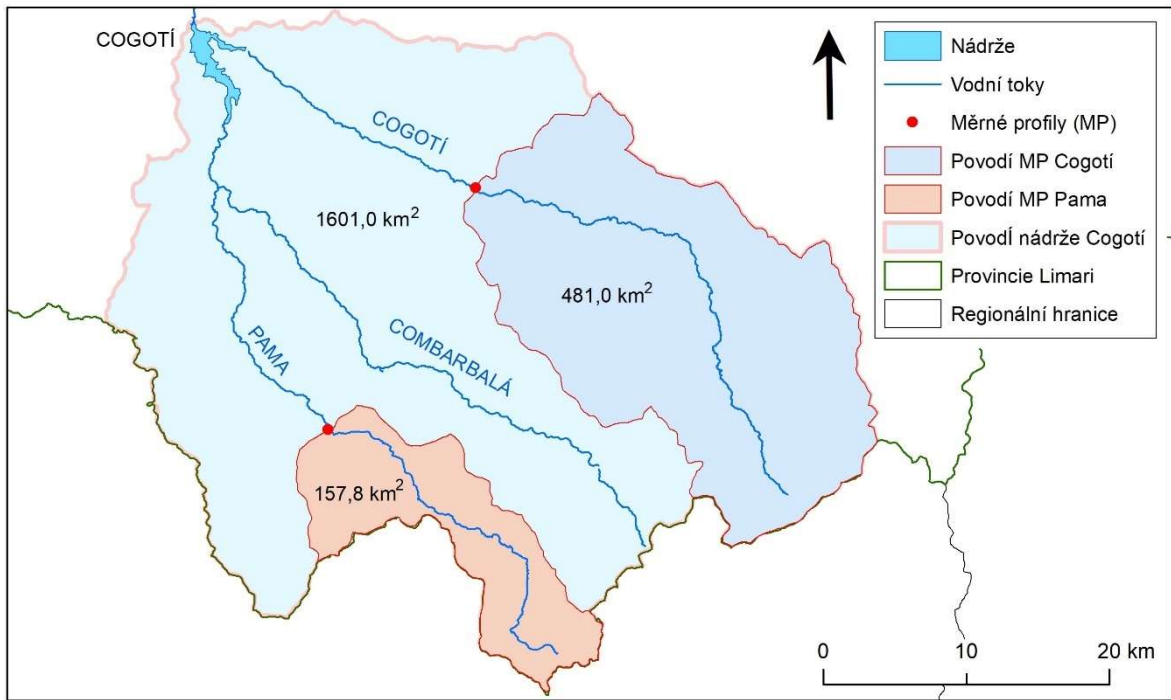 COGOTÍ
COGOTÍ
1601,0 km²
481,0 km²
PAMA
COMBARBALÁ
157,8 km²
Nádrže
Vodní toky
Měrné profily (MP)
Povodí MP Cogotí
Povodí MP Pama
PovodÍ nádrže Cogotí
Provincie Limari
Regionální hranice
0 10 20 km